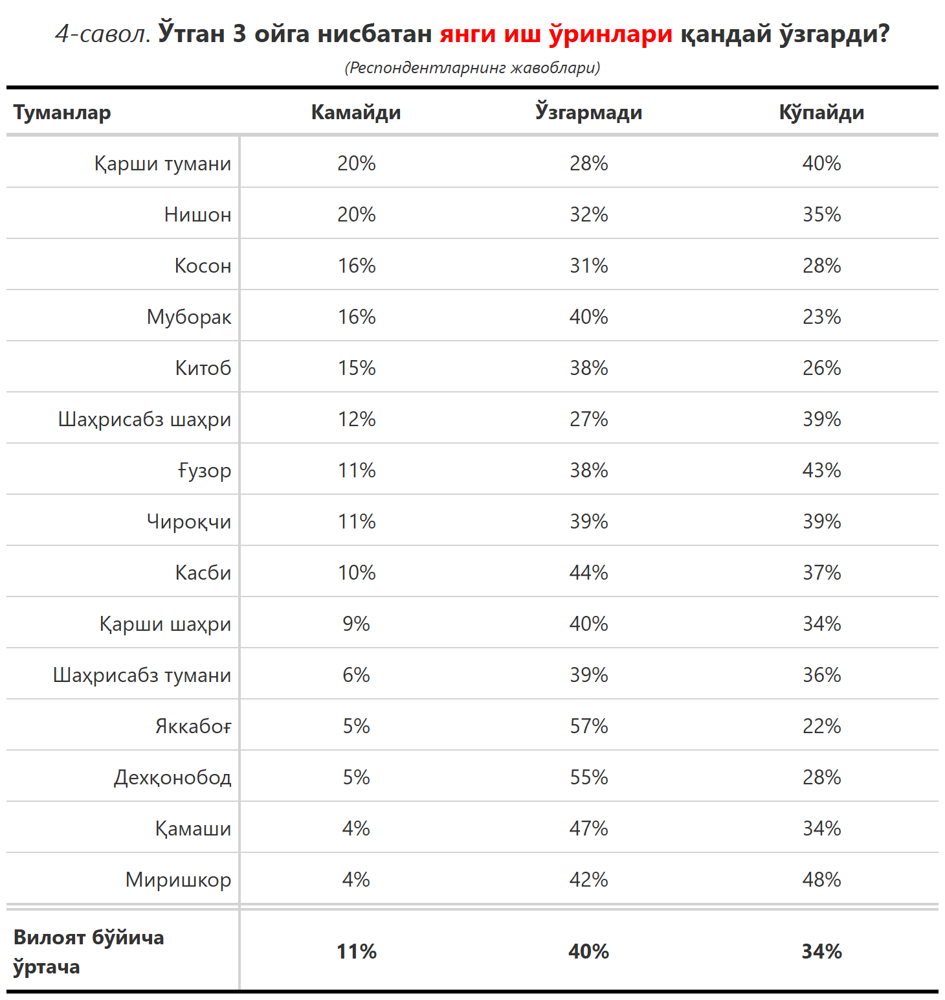 4-савол. Ўтган 3 ойга нисбатан янги иш ўринлари қандай ўзгарди?
(Респондентларнинг жавоблари)
Туманлар Камайди Ўзгармади Кўпайди
Қарши тумани 20% 28% 40%
Нишон 20% 32% 35%
Косон 16% 31% 28%
Муборак 16% 40% 23%
Китоб 15% 38% 26%
Шаҳрисабз шаҳри 12% 27% 39%
Ғузор 11% 38% 43%
Чироқчи 11% 39% 39%
Касби 10% 44% 37%
Қарши шаҳри 9% 40% 34%
Шаҳрисабз тумани 6% 39% 36%
Яккабоғ 5% 57% 22%
Дехқонобод 5% 55% 28%
Қамаши 4% 47% 34%
Миришкор 4% 42% 48%
Вилоят бўйича
ўртача 11% 40% 34%